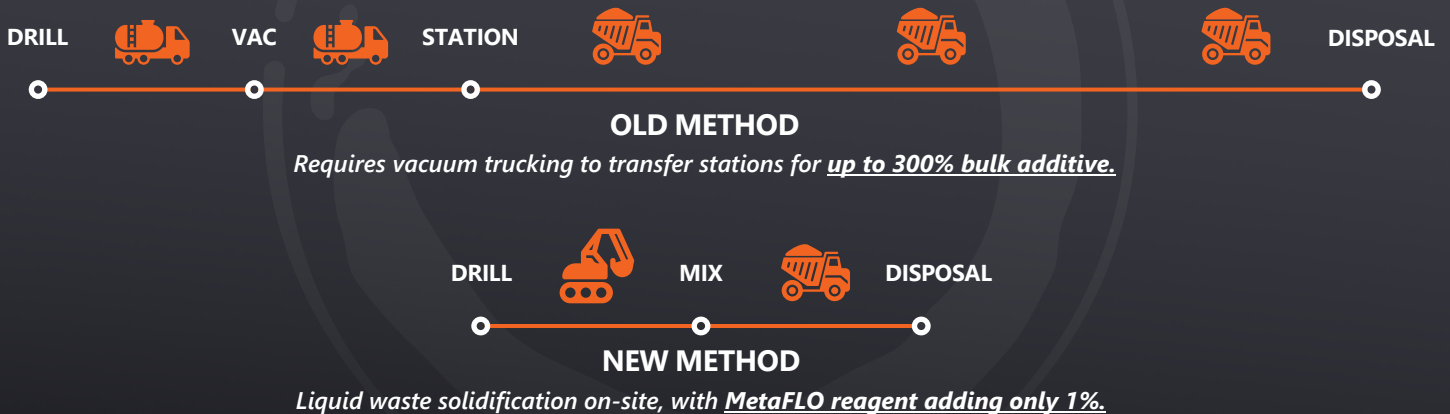 DRILL VAC STATION DISPOSAL
OLD METHOD
Requires vacuum trucking to transfer stations for up to 300% bulk additive.
DRILL MIX DISPOSAL
NEW METHOD
Liquid waste solidification on-site, with MetaFLO reagent adding only 1%.